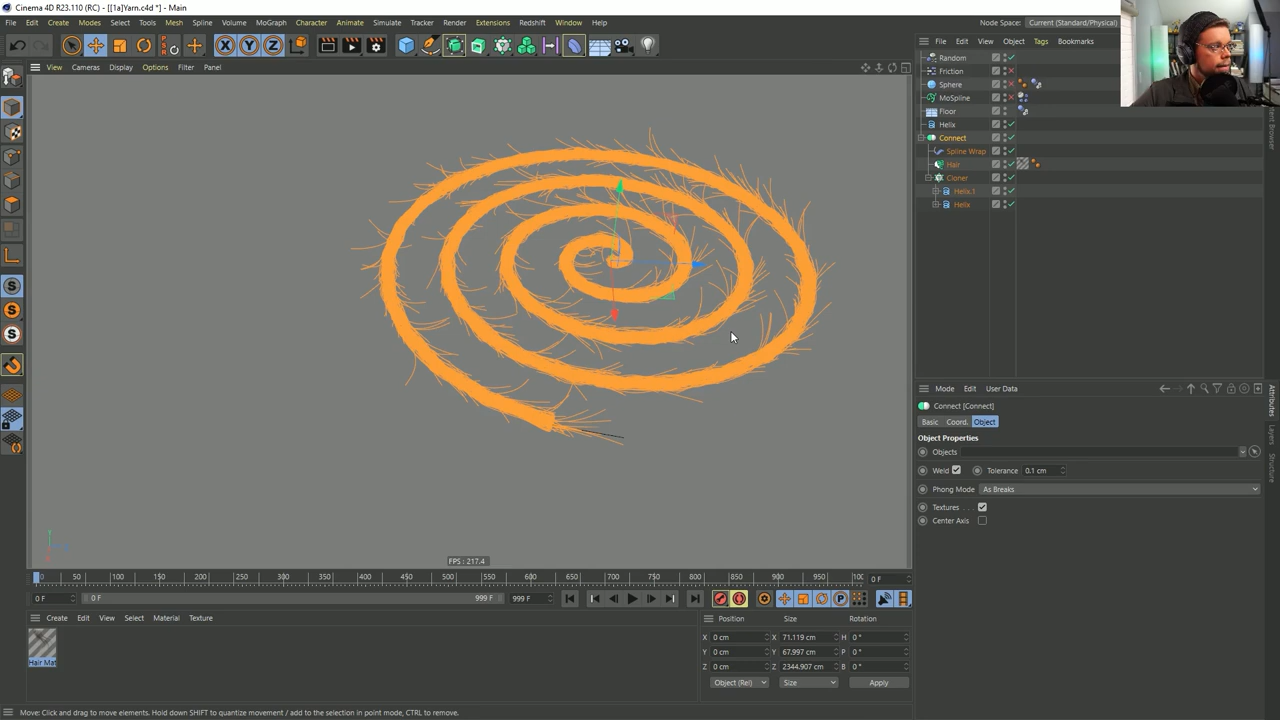 Cinema 4D R23.110 (RC) - [[1a]Yarn.c4d *] - Main
File Edit Create Modes Select Tools Mesh Spline Volume MoGraph Character Animate Simulate Tracker Render Extensions Redshift Window Help
Node Space: Current (Standard/Physical)
X Y Z
View Cameras Display Options Filter Panel
File Edit View Object Tags Bookmarks
Random
Friction
Sphere
MoSpline
Floor
Helix
Connect
Spline Wrap
Hair
Cloner
Helix.1
Helix
Mode Edit User Data
Connect [Connect]
Basic Coord. Object
Object Properties
Objects
Weld Tolerance 0.1 cm
Phong Mode As Breaks
Textures . . .
Center Axis
Attributes
Layers
Structure
FPS : 217.4
0 50 100 150 200 250 300 350 400 450 500 550 600 650 700 750 800 850 900 950 100 0 F
0 F 0 F 999 F 999 F
Create Edit View Select Material Texture
Hair Mat
Position Size Rotation
X 0 cm X 71.119 cm H 0 °
Y 0 cm Y 67.997 cm P 0 °
Z 0 cm Z 2344.907 cm B 0 °
Object (Rel) Size Apply
Move: Click and drag to move elements. Hold down SHIFT to quantize movement / add to the selection in point mode, CTRL to remove.